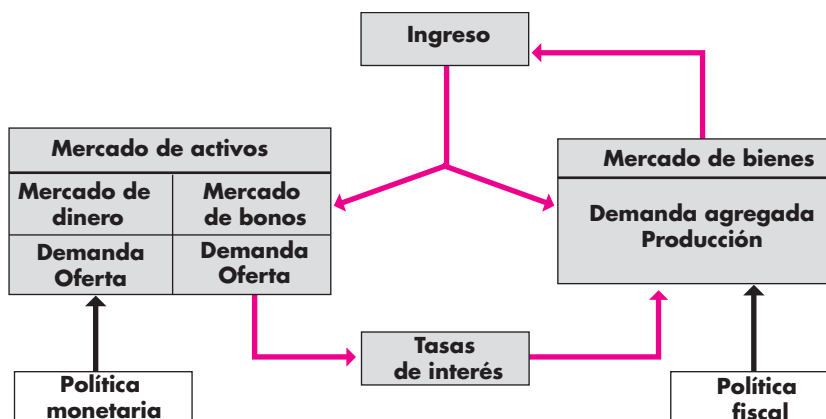 Ingreso
Mercado de activos
Mercado de
dinero
Mercado
de bonos
Demanda
Oferta
Demanda
Oferta
Mercado de bienes
Demanda agregada
Producción
Tasas
de interés
Política
monetaria
Política
fiscal